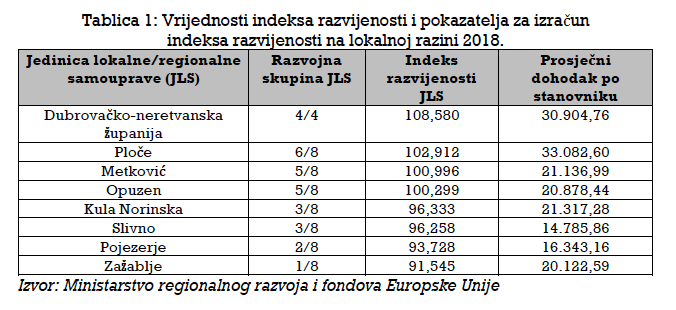 Tablica 1: Vrijednosti indeksa razvijenosti i pokazatelja za izračun
indeksa razvijenosti na lokalnoj razini 2018.
Jedinica lokalne/regionalne samouprave (JLS) Razvojna skupina JLS Indeks razvijenosti JLS Prosječni dohodak po stanovniku
Dubrovačko-neretvanska županija 4/4 108,580 30.904,76
Ploče 6/8 102,912 33.082,60
Metković 5/8 100,996 21.136,99
Opuzen 5/8 100,299 20.878,44
Kula Norinska 3/8 96,333 21.317,28
Slivno 3/8 96,258 14.785,86
Pojezerje 2/8 93,728 16.343,16
Zažablje 1/8 91,545 20.122,59
Izvor: Ministarstvo regionalnog razvoja i fondova Europske Unije